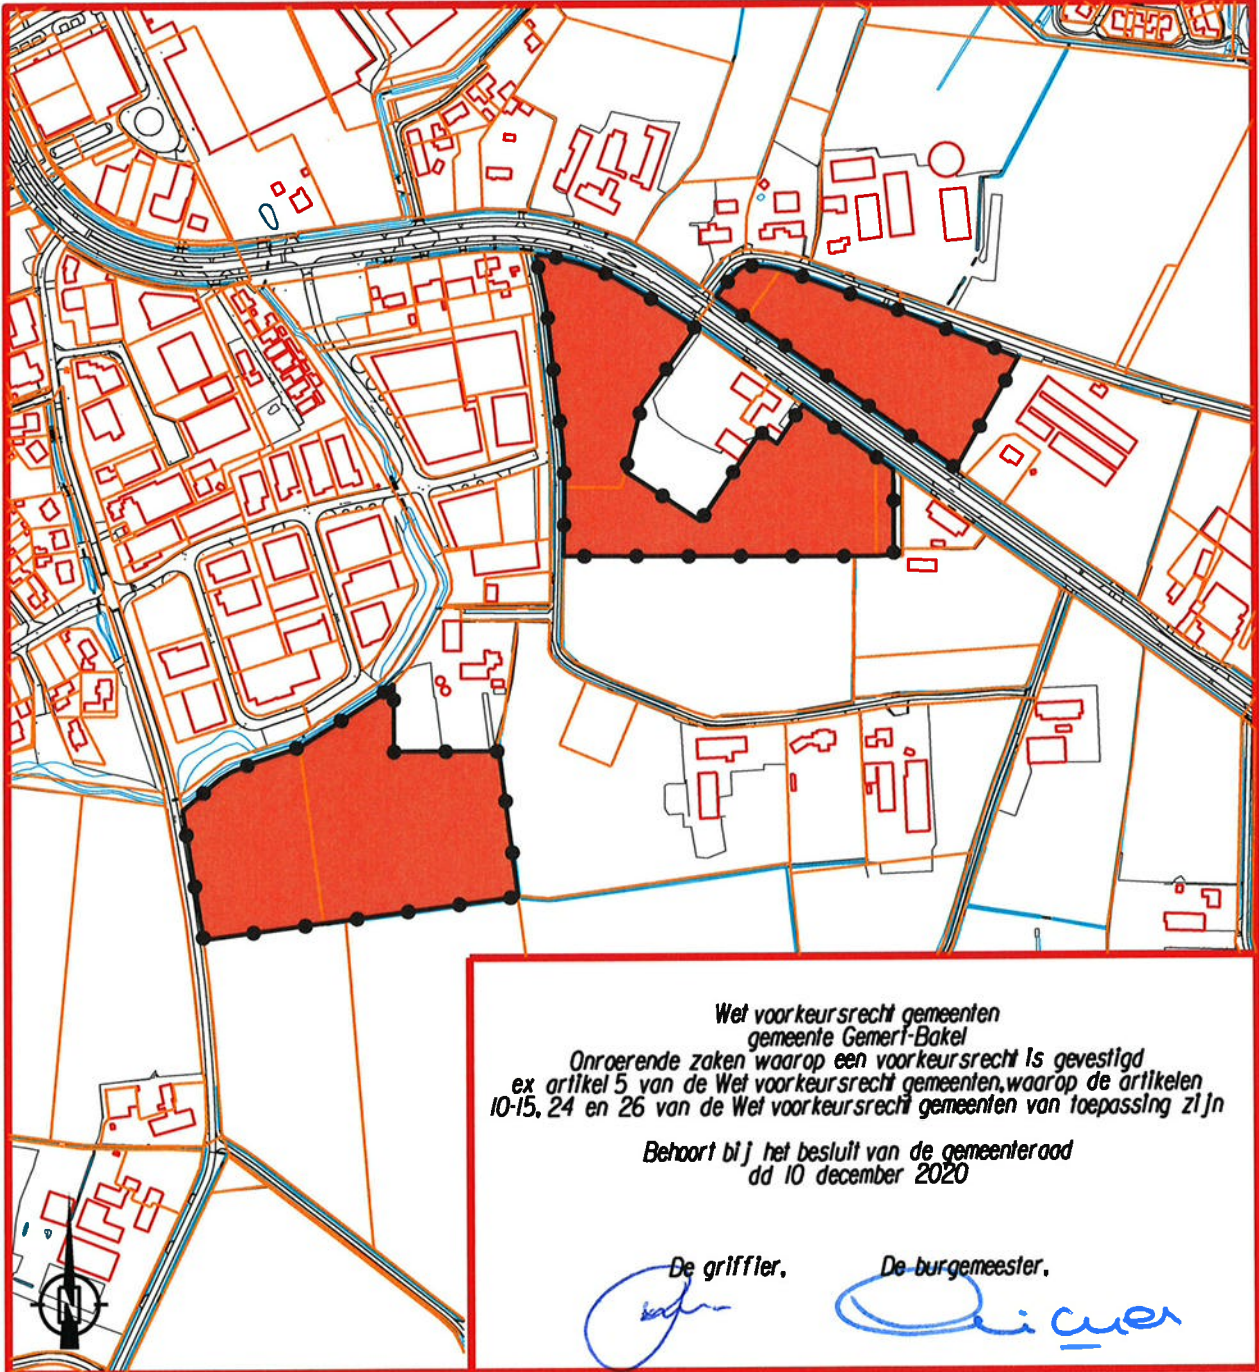 Wet voorkeursrecht gemeenten
gemeente Gemert-Bakel
Onroerende zaken waarop een voorkeursrecht is gevestigd
ex artikel 5 van de Wet voorkeursrecht gemeenten, waarop de artikelen
10-15, 24 en 26 van de Wet voorkeursrecht gemeenten van toepassing zijn
Behoort bij het besluit van de gemeenteraad
dd 10 december 2020
De griffier, De burgemeester,